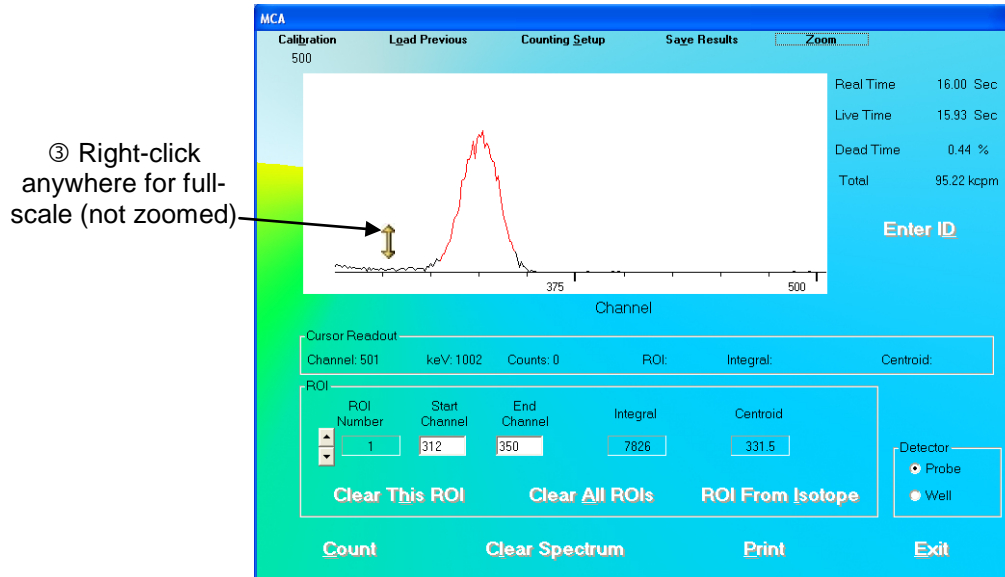 MCA
Calibration Load Previous Counting Setup Save Results Zoom
500
Real Time 16.00 Sec
Live Time 15.93 Sec
Dead Time 0.44 %
Total 95.22 kcpm
Enter ID
③ Right-click
anywhere for full-
scale (not zoomed)
375 500
Channel
Cursor Readout
Channel: 501 keV: 1002 Counts: 0 ROI: Integral: Centroid:
ROI
ROI Start End
Number Channel Channel Integral Centroid
1 312 350 7826 331.5
Clear This ROI Clear All ROIs ROI From Isotope
Detector
Probe
Well
Count Clear Spectrum Print Exit